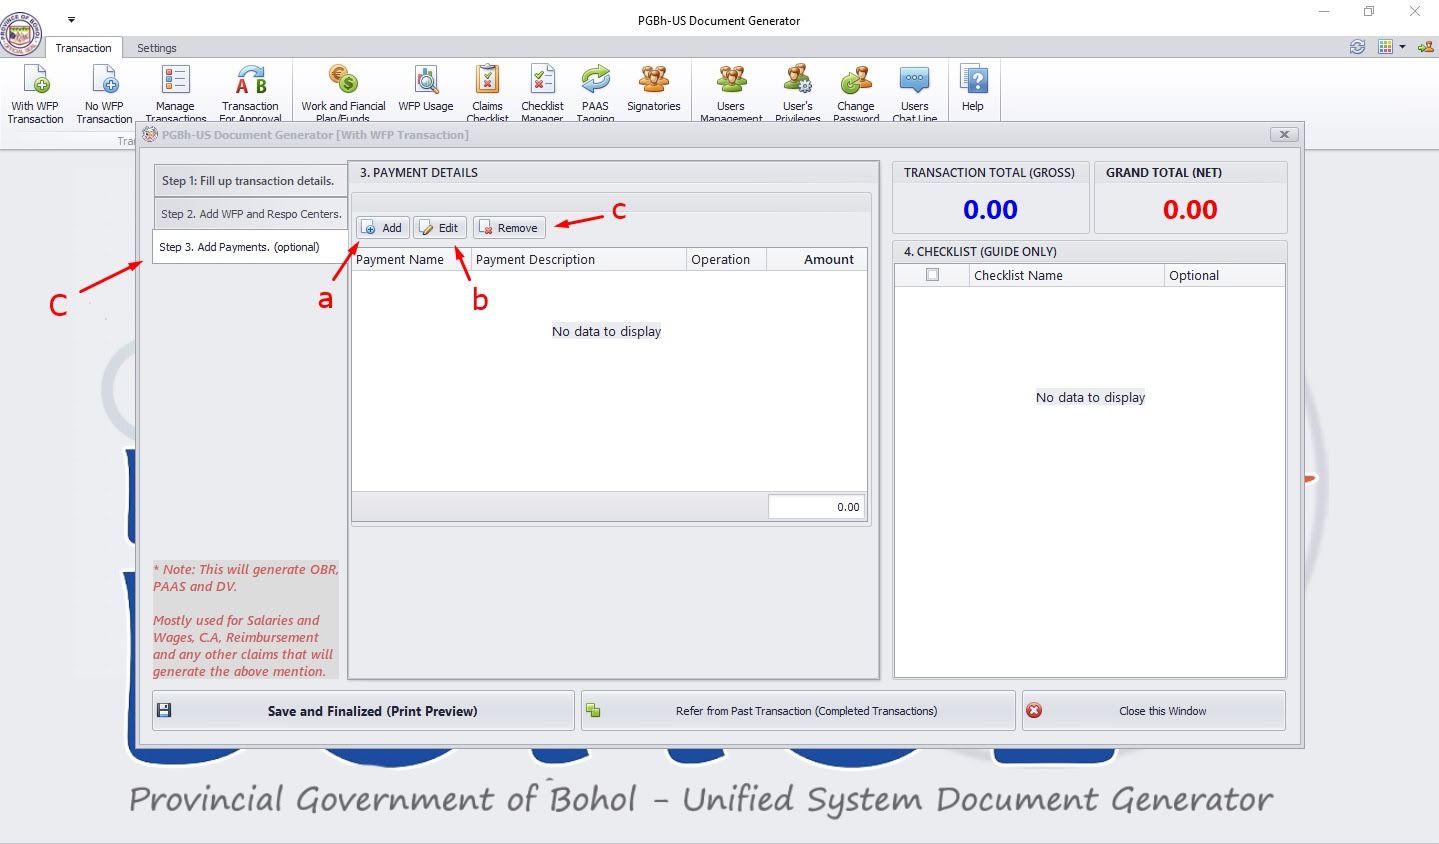 PGBh-US Document Generator
Transaction
Settings
With WFP
Transaction
No WFP
Transaction
Manage
Transactions
Transaction
For Approval
Work and Fiancial
Plan/Funds
WFP Usage
Claims
Checklist
Checklist
Manager
PAAS
Tagging
Signatories
Users
Management
User's
Privileges
Change
Password
Users
Chat Line
Help
Tra
PGBh-US Document Generator [With WFP Transaction]
Step 1: Fill up transaction details.
Step 2. Add WFP and Respo Centers.
Step 3. Add Payments. (optional)
C
3. PAYMENT DETAILS
Add
Edit
Remove
c
a
b
Payment Name
Payment Description
Operation
Amount
No data to display
0.00
TRANSACTION TOTAL (GROSS)
0.00
GRAND TOTAL (NET)
0.00
4. CHECKLIST (GUIDE ONLY)
Checklist Name
Optional
No data to display
* Note: This will generate OBR,
PAAS and DV.
Mostly used for Salaries and
Wages, C.A, Reimbursement
and any other claims that will
generate the above mention.
Save and Finalized (Print Preview)
Refer from Past Transaction (Completed Transactions)
Close this Window
Provincial Government of Bohol - Unified System Document Generator